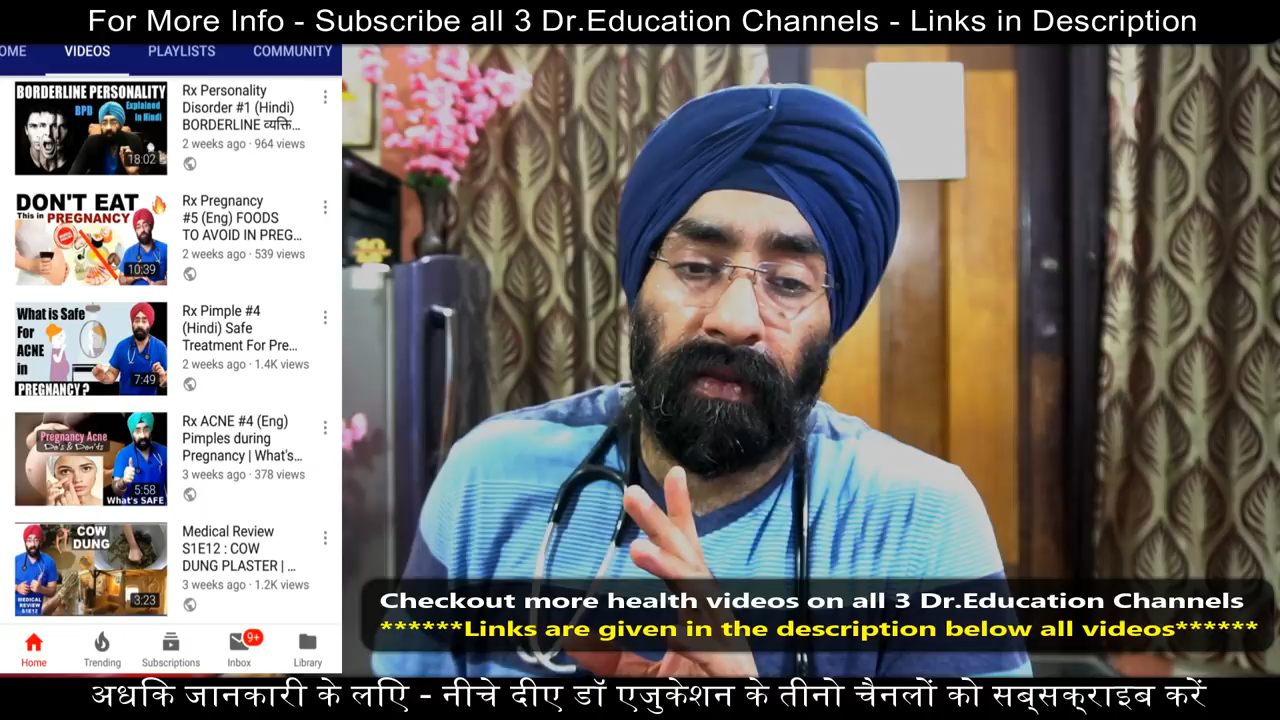 For More Info - Subscribe all 3 Dr.Education Channels - Links in Description
OME VIDEOS PLAYLISTS COMMUNITY
BORDERLINE PERSONALITY
BPD
Explained
in Hindi
18:02
Rx Personality
Disorder #1 (Hindi)
BORDERLINE व्यक्ति...
2 weeks ago · 964 views
DON'T EAT
This in PREGNANCY
10:39
Rx Pregnancy
#5 (Eng) FOODS
TO AVOID IN PREG...
2 weeks ago · 539 views
What is Safe
For
ACNE
in
PREGNANCY ?
7:49
Rx Pimple #4
(Hindi) Safe
Treatment For Pre...
2 weeks ago · 1.4K views
Pregnancy Acne
Do's & Don'ts
5:58
What's SAFE
Rx ACNE #4 (Eng)
Pimples during
Pregnancy | What's...
3 weeks ago · 378 views
COW
DUNG
MEDICAL
REVIEW
S1E12
3:23
Medical Review
S1E12 : COW
DUNG PLASTER | ...
3 weeks ago · 1.2K views
9+
Home Trending Subscriptions Inbox Library
Checkout more health videos on all 3 Dr.Education Channels
******Links are given in the description below all videos******
अधकि जानकारी के लएि - नीचे दीए डॉ एजुकेशन के तीनो चैनलों को सब्सक्राइब करें